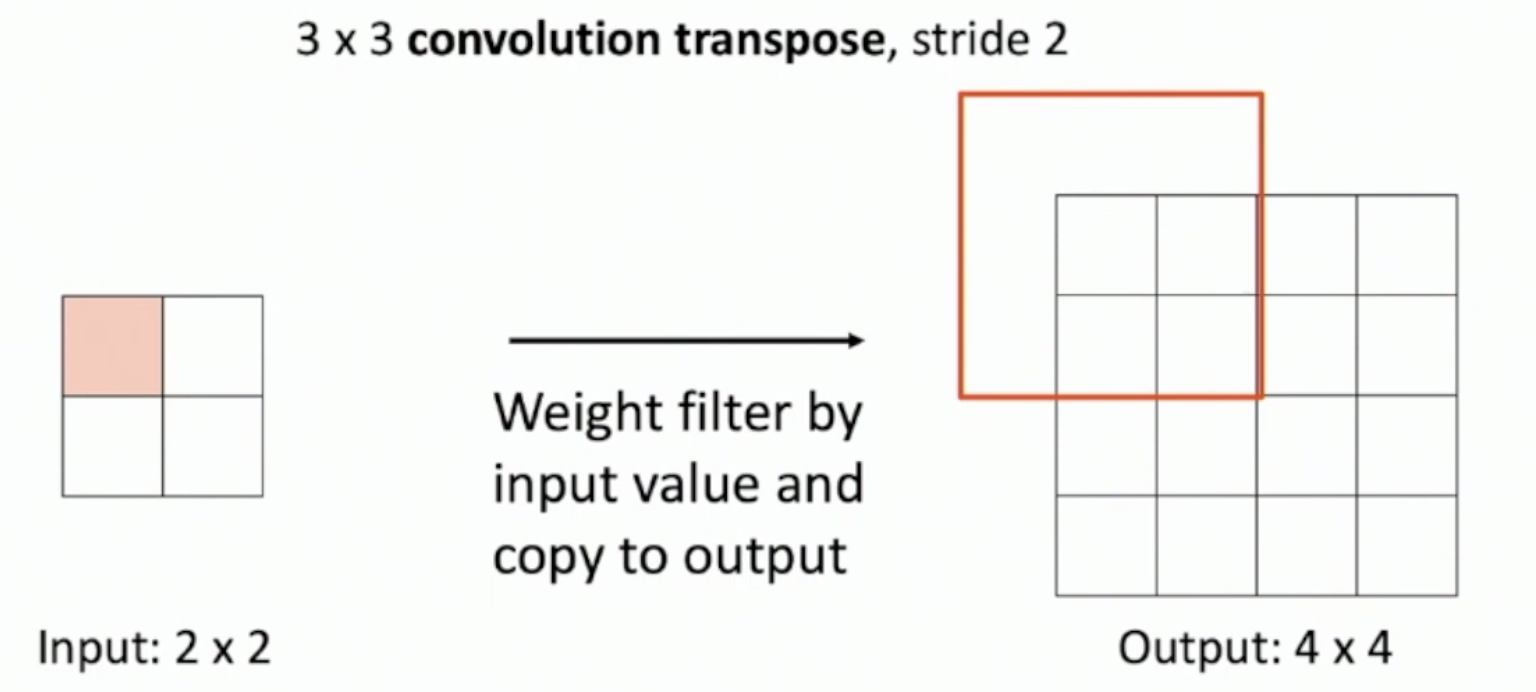 3 x 3 convolution transpose, stride 2
Weight filter by
input value and
copy to output
Input: 2 x 2
Output: 4 x 4